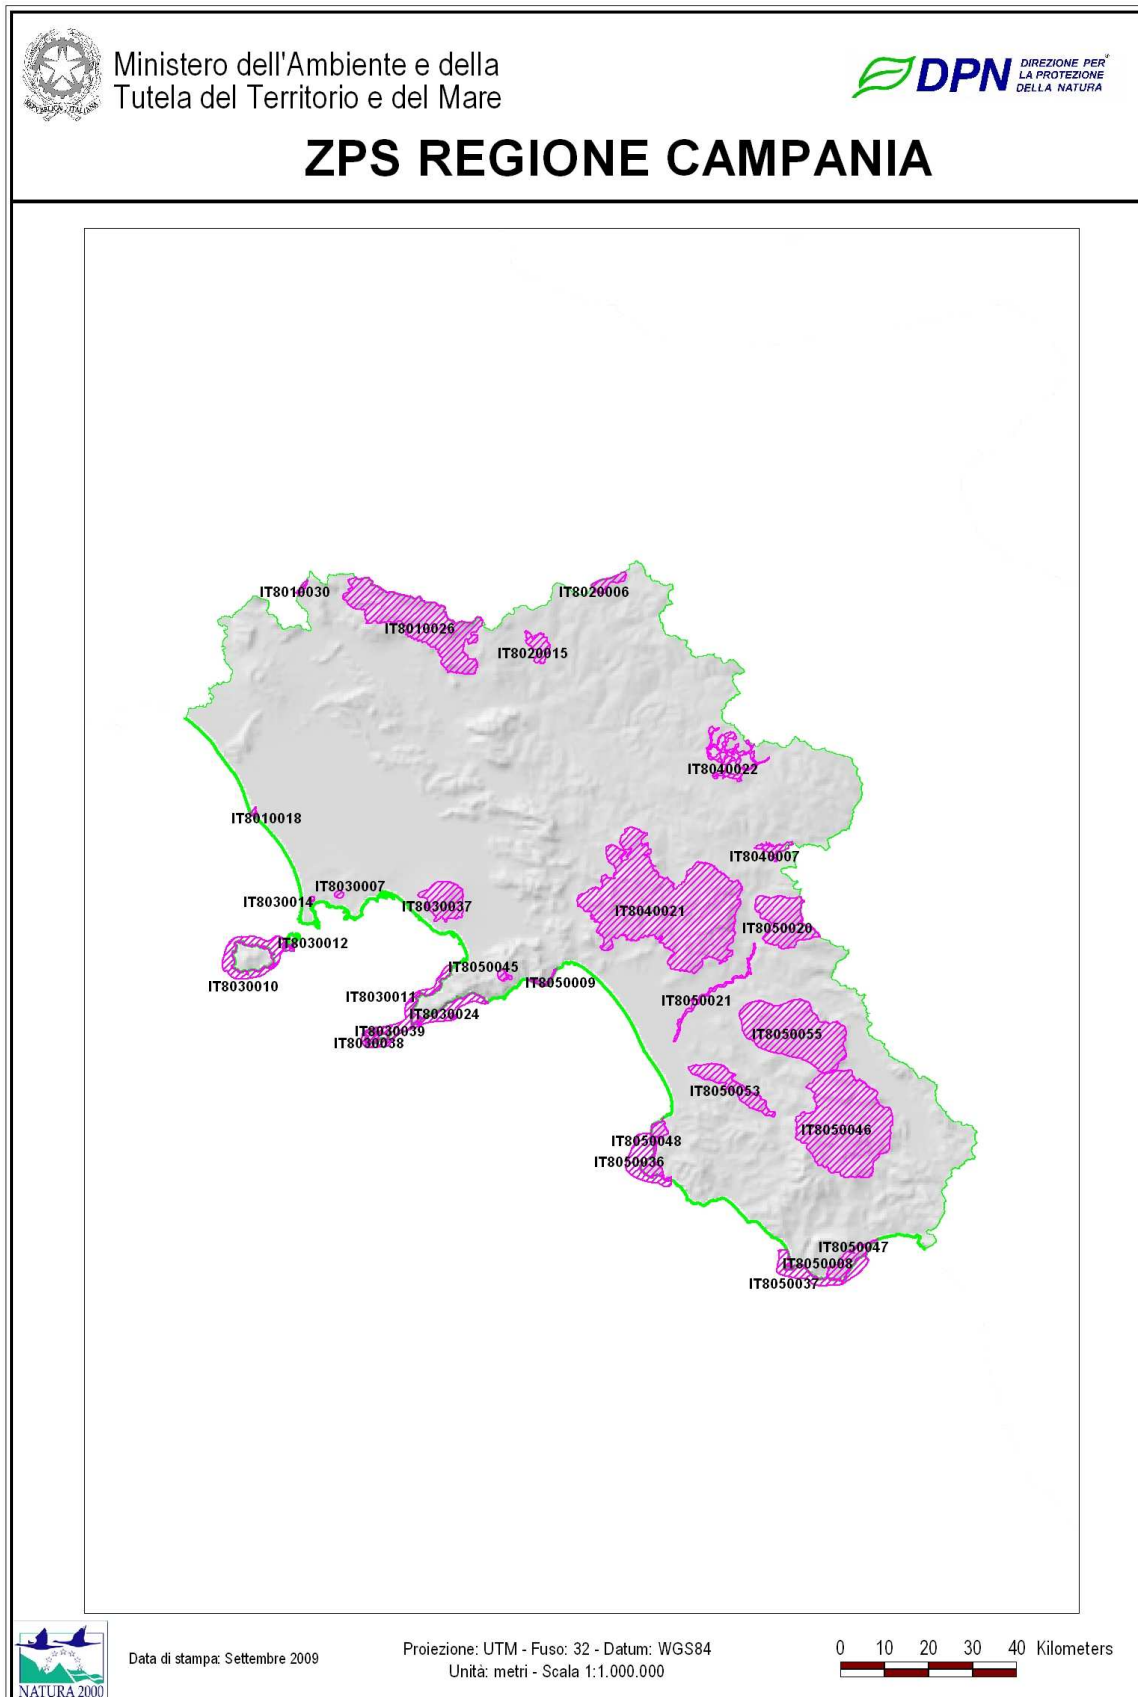 Ministero dell'Ambiente e della
Tutela del Territorio e del Mare
DPN
DIREZIONE PER
LA PROTEZIONE
DELLA NATURA
ZPS REGIONE CAMPANIA
IT8010030
IT8010026
IT8020006
IT8020015
IT8040022
IT8010018
IT8040007
IT8030007
IT8030014
IT8030037
IT8040021
IT8050020
IT8030012
IT8030010
IT8050045
IT8050009
IT8030011
IT8050021
IT8030024
IT8030039
IT8030038
IT8050055
IT8050053
IT8050046
IT8050048
IT8050036
IT8050047
IT8050008
IT8050037
NATURA 2000
Data di stampa: Settembre 2009
Proiezione: UTM - Fuso: 32 - Datum: WGS84
Unità: metri - Scala 1:1.000.000
0 10 20 30 40 Kilometers